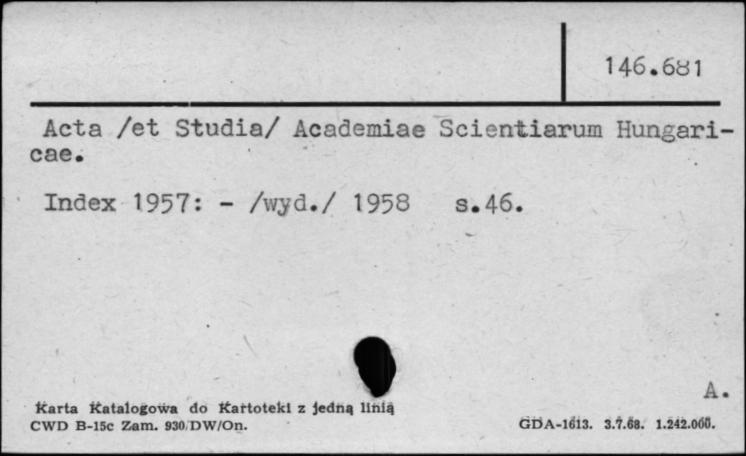 146.681
Acta /et Studia/ Academiae Scientiarum Hungari-
cae.
Index 1957: - /wyd./ 1958 s.46.
A.
Karta Katalogowa do Kartoteki z jedną linią
CWD B-15c Zam. 930/DW/On.
GDA-1613. 3.7.68. 1.242.000.